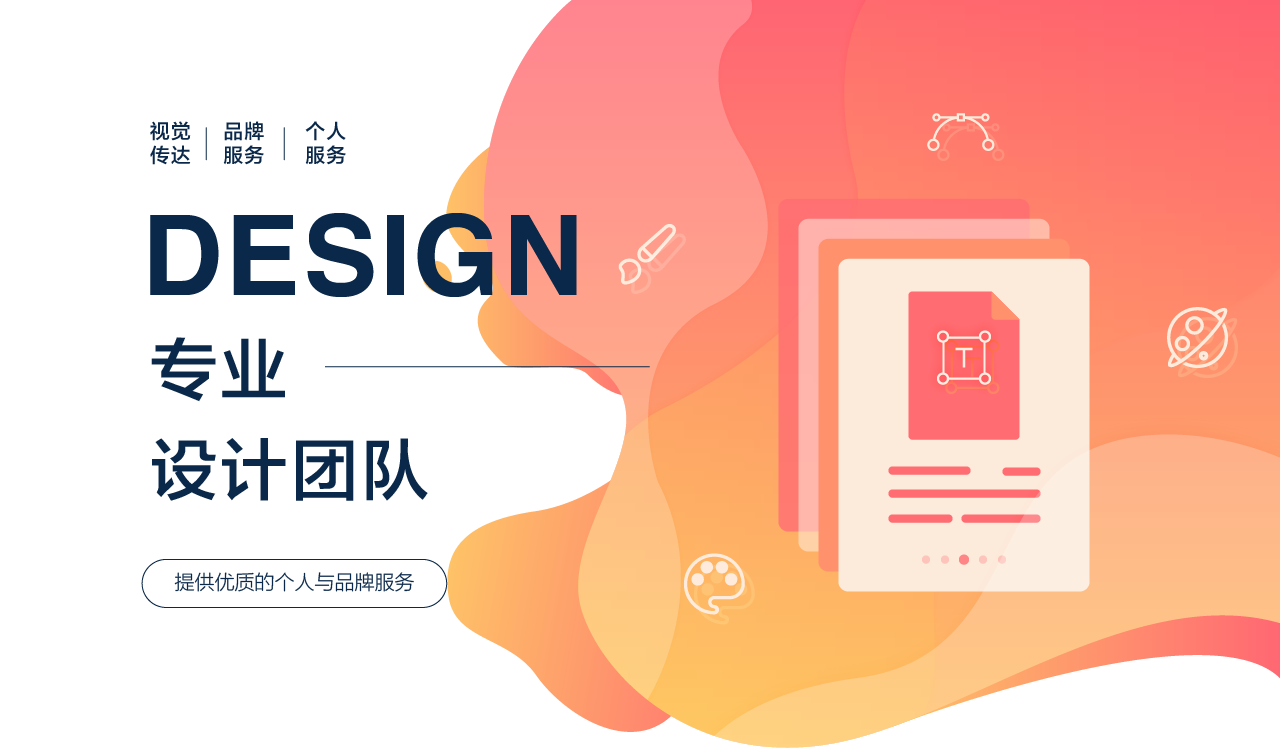 视觉 品牌 个人
传达 服务 服务
DESIGN
专业
设计团队
提供优质的个人与品牌服务
T